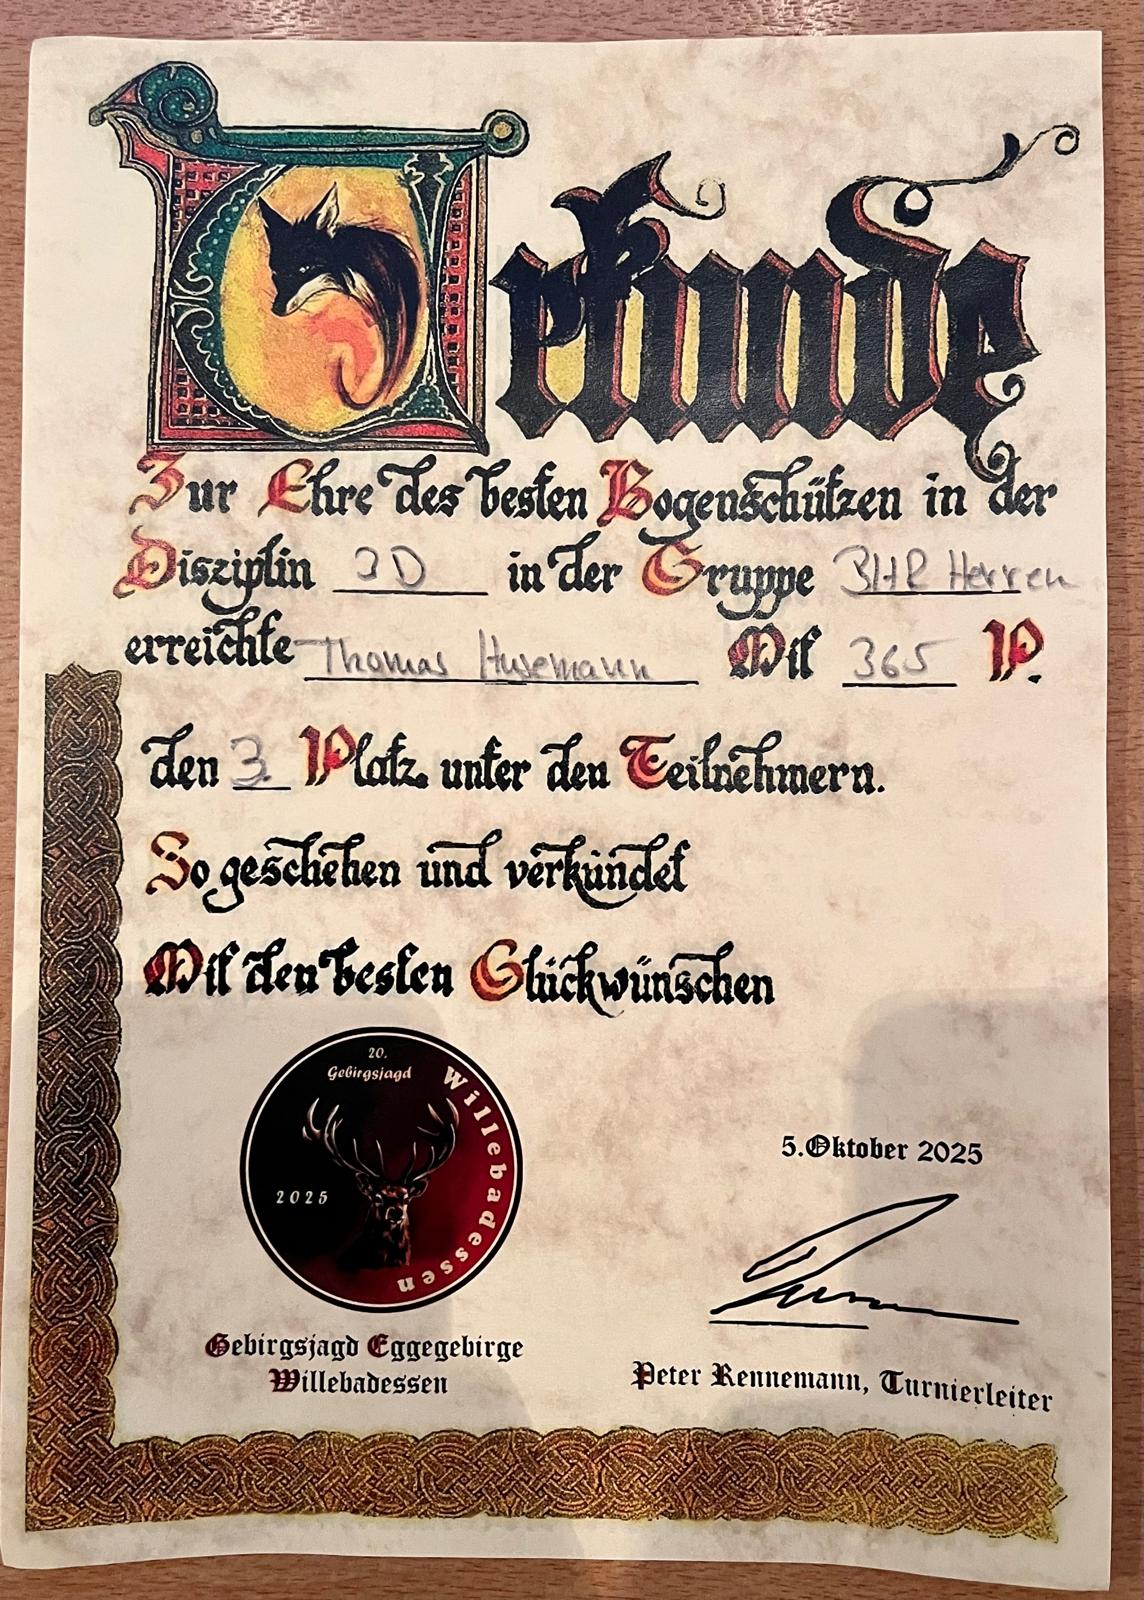 Urkunde
Zur Ehre des besten Bogenschützen in der
Disziplin 3D in der Gruppe BHR Herren
erreichte Thomas Husemann Mit 365 P.
den 3. Platz unter den Teilnehmern.
So geschehen und verkündet
Mit den besten Glückwünschen
20.
Gebirgsjagd
Willebadessen
2025
5.Oktober 2025
Gebirgsjagd Eggegebirge
Willebadessen
Peter Rennemann, Turnierleiter